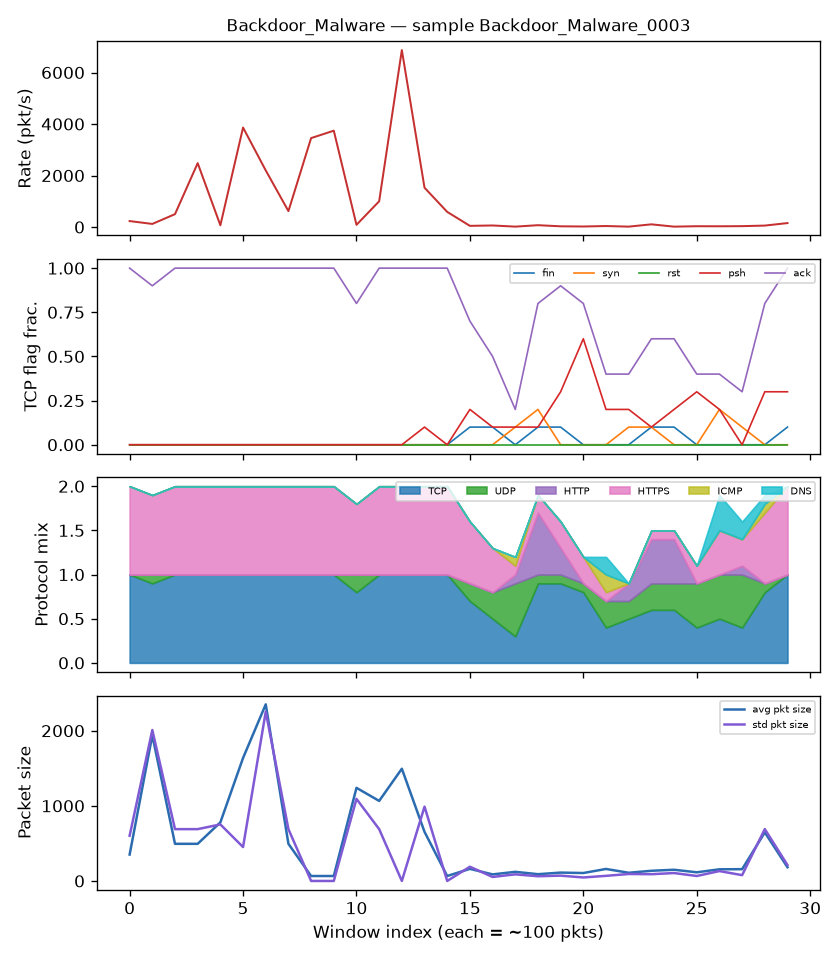 Backdoor_Malware — sample Backdoor_Malware_0003
Rate (pkt/s)
6000
4000
2000
0
TCP flag frac.
1.00
0.75
0.50
0.25
0.00
fin syn rst psh ack
Protocol mix
2.0
1.5
1.0
0.5
0.0
TCP UDP HTTP HTTPS ICMP DNS
Packet size
2000
1000
0
avg pkt size
std pkt size
0 5 10 15 20 25 30
Window index (each = ~100 pkts)